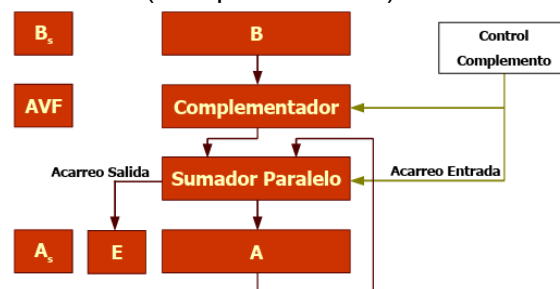 Bs
B
Control
Complemento
AVF
Complementador
Acarreo Salida
Sumador Paralelo
Acarreo Entrada
As
E
A